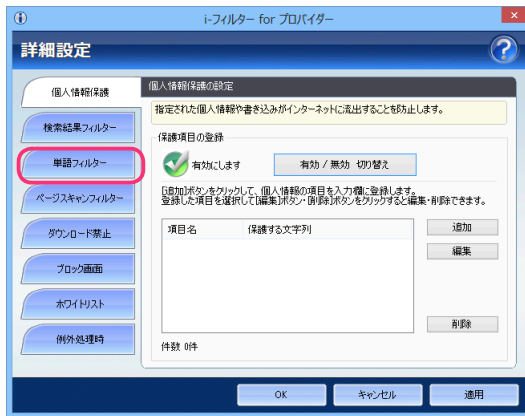 i-フィルター for プロバイダー
×
詳細設定
?
個人情報保護
検索結果フィルター
単語フィルター
ページスキャンフィルター
ダウンロード禁止
ブロック画面
ホワイトリスト
例外処理時
個人情報保護の設定
指定された個人情報や書き込みがインターネットに流出することを防止します。
保護項目の登録
有効にします
有効 / 無効 切り替え
[追加]ボタンをクリックして、個人情報の項目を入力欄に登録します。
登録した項目を選択して[編集]ボタン・[削除]ボタンをクリックすると編集・削除できます。
項目名 保護する文字列
追加
編集
削除
件数 0件
OK キャンセル 適用